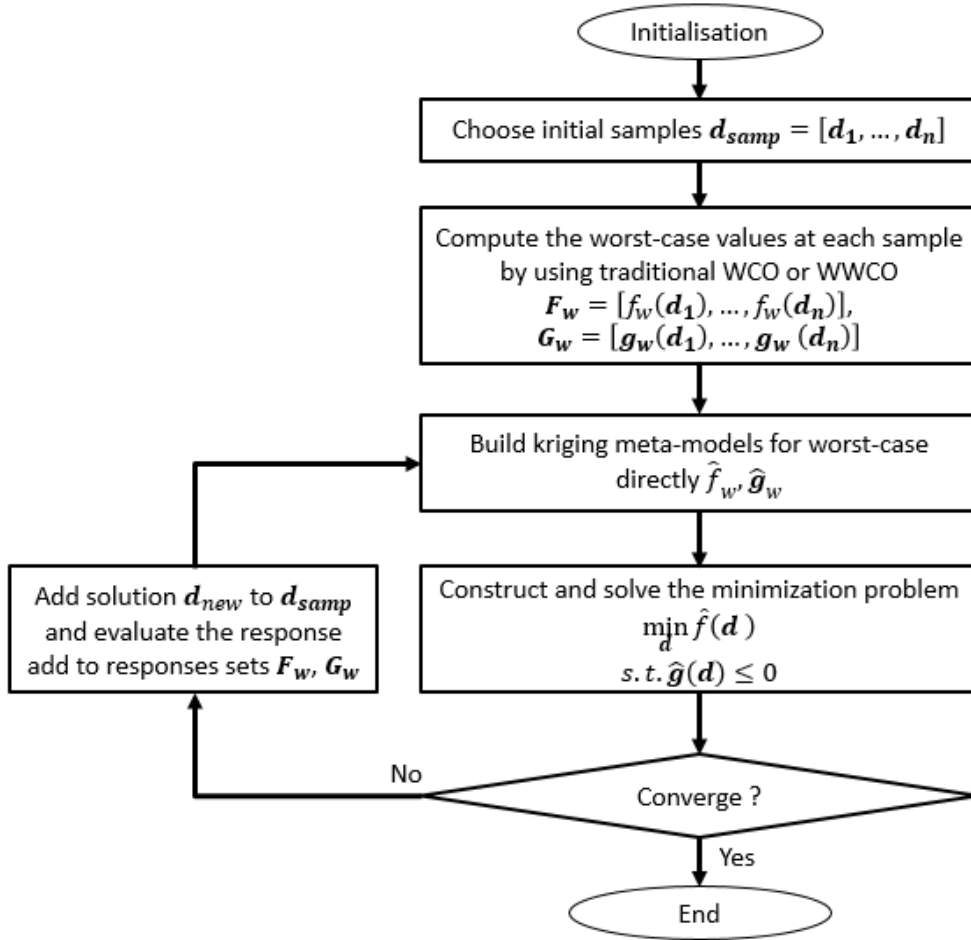 Initialisation
Choose initial samples d_samp = [d_1, ..., d_n]
Compute the worst-case values at each sample
by using traditional WCO or WWCO
F_w = [f_w(d_1), ..., f_w(d_n)],
G_w = [g_w(d_1), ..., g_w (d_n)]
Build kriging meta-models for worst-case
directly f̂_w, ĝ_w
Construct and solve the minimization problem
min_d f̂(d)
s.t. ĝ(d) ≤ 0
Converge ?
No
Add solution d_new to d_samp
and evaluate the response
add to responses sets F_w, G_w
Yes
End